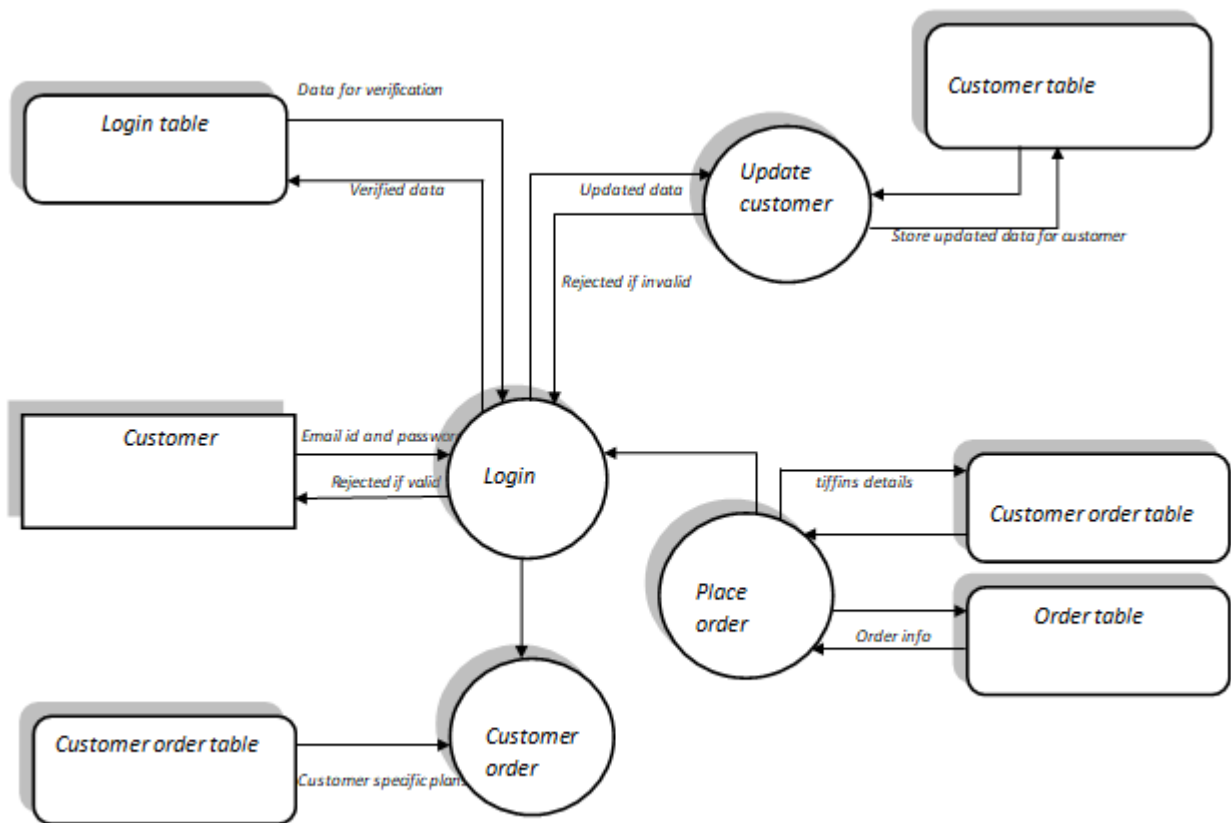 Customer table
Data for verification
Login table
Update
customer
Verified data
Updated data
Store updated data for customer
Rejected if invalid
Customer
Email id and password
Rejected if valid
Login
tiffins details
Customer order table
Place
order
Order table
Order info
Customer order table
Customer
order
Customer specific plans